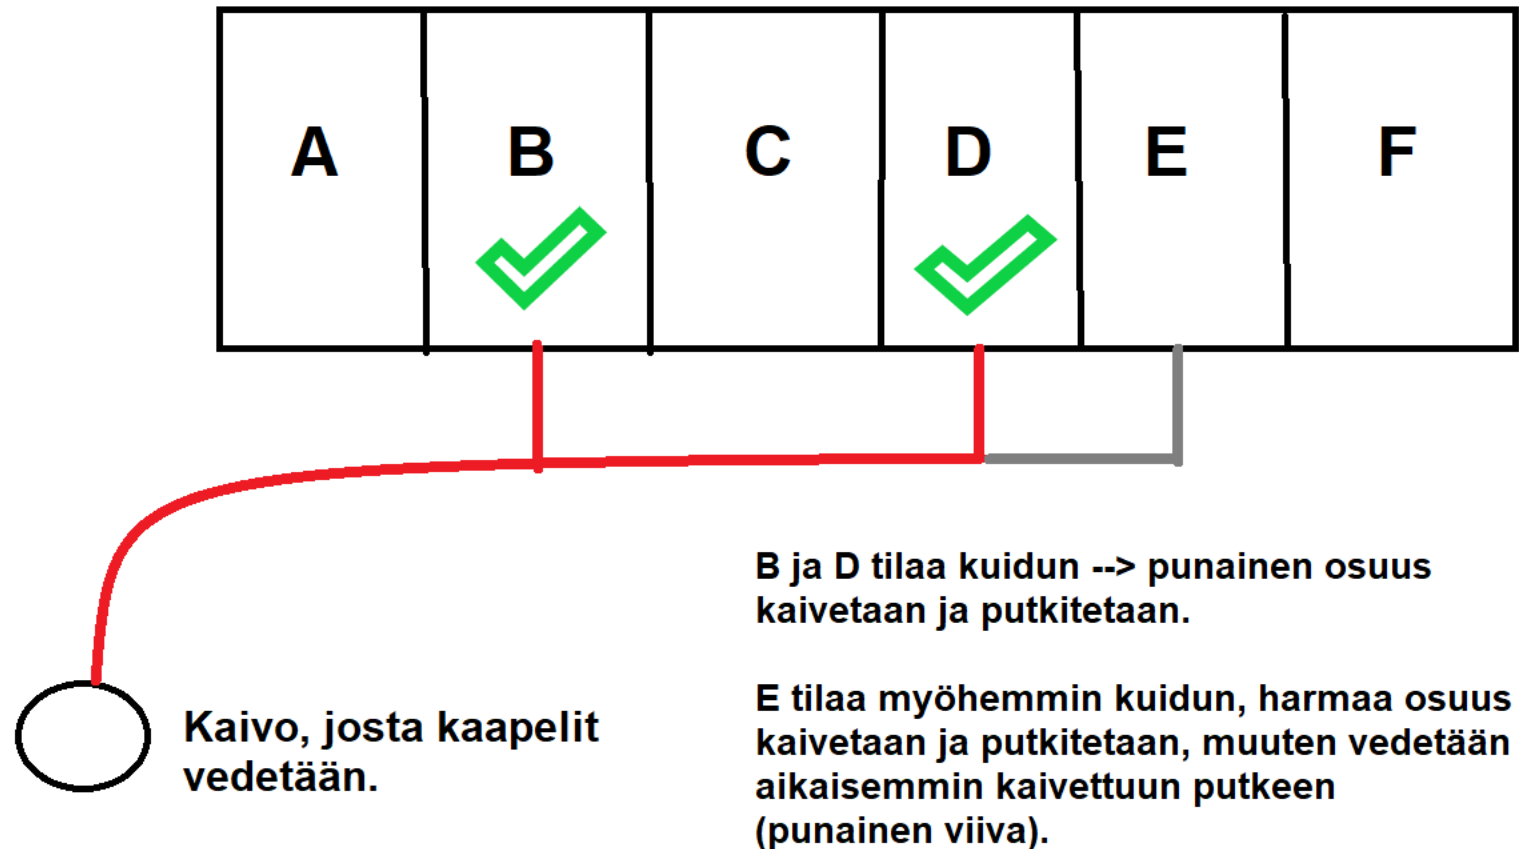 A B C D E F
B ja D tilaa kuidun --> punainen osuus
kaivetaan ja putkitetaan.
E tilaa myöhemmin kuidun, harmaa osuus
kaivetaan ja putkitetaan, muuten vedetään
aikaisemmin kaivettuun putkeen
(punainen viiva).
Kaivo, josta kaapelit
vedetään.